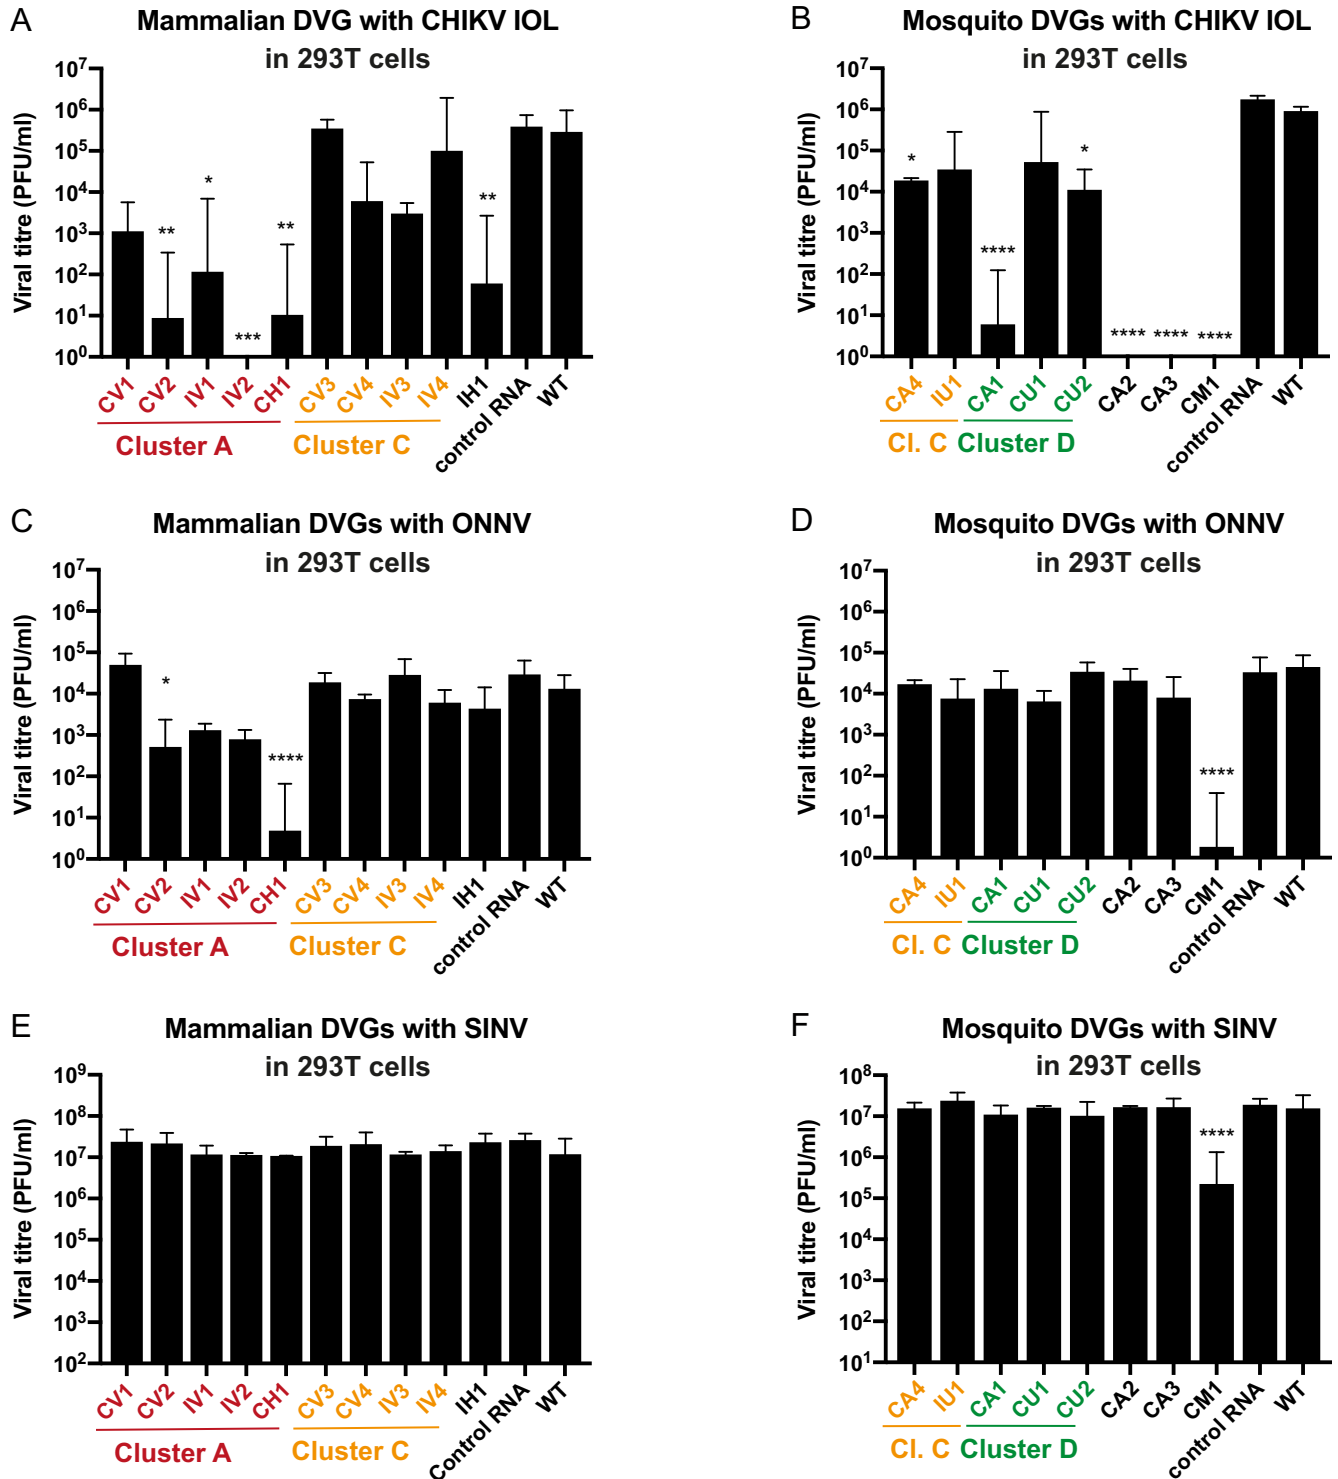 A
Mammalian DVG with CHIKV IOL
in 293T cells
Viral titre (PFU/ml)
10⁷
10⁶
10⁵
10⁴
10³
10²
10¹
10⁰
**
*
***
**
**
CV1
CV2
IV1
IV2
CH1
CV3
CV4
IV3
IV4
IH1
control RNA
WT
Cluster A
Cluster C
B
Mosquito DVGs with CHIKV IOL
in 293T cells
Viral titre (PFU/ml)
10⁷
10⁶
10⁵
10⁴
10³
10²
10¹
10⁰
*
****
*
****
****
****
CA4
IU1
CA1
CU1
CU2
CA2
CA3
CM1
control RNA
WT
Cl. C
Cluster D
C
Mammalian DVGs with ONNV
in 293T cells
Viral titre (PFU/ml)
10⁷
10⁶
10⁵
10⁴
10³
10²
10¹
10⁰
*
****
CV1
CV2
IV1
IV2
CH1
CV3
CV4
IV3
IV4
IH1
control RNA
WT
Cluster A
Cluster C
D
Mosquito DVGs with ONNV
in 293T cells
Viral titre (PFU/ml)
10⁷
10⁶
10⁵
10⁴
10³
10²
10¹
10⁰
****
CA4
IU1
CA1
CU1
CU2
CA2
CA3
CM1
control RNA
WT
Cl. C
Cluster D
E
Mammalian DVGs with SINV
in 293T cells
Viral titre (PFU/ml)
10⁹
10⁸
10⁷
10⁶
10⁵
10⁴
10³
10²
CV1
CV2
IV1
IV2
CH1
CV3
CV4
IV3
IV4
IH1
Control RNA
WT
Cluster A
Cluster C
F
Mosquito DVGs with SINV
in 293T cells
Viral titre (PFU/ml)
10⁸
10⁷
10⁶
10⁵
10⁴
10³
10²
10¹
****
CA4
IU1
CA1
CU1
CU2
CA2
CA3
CM1
control RNA
WT
Cl. C
Cluster D